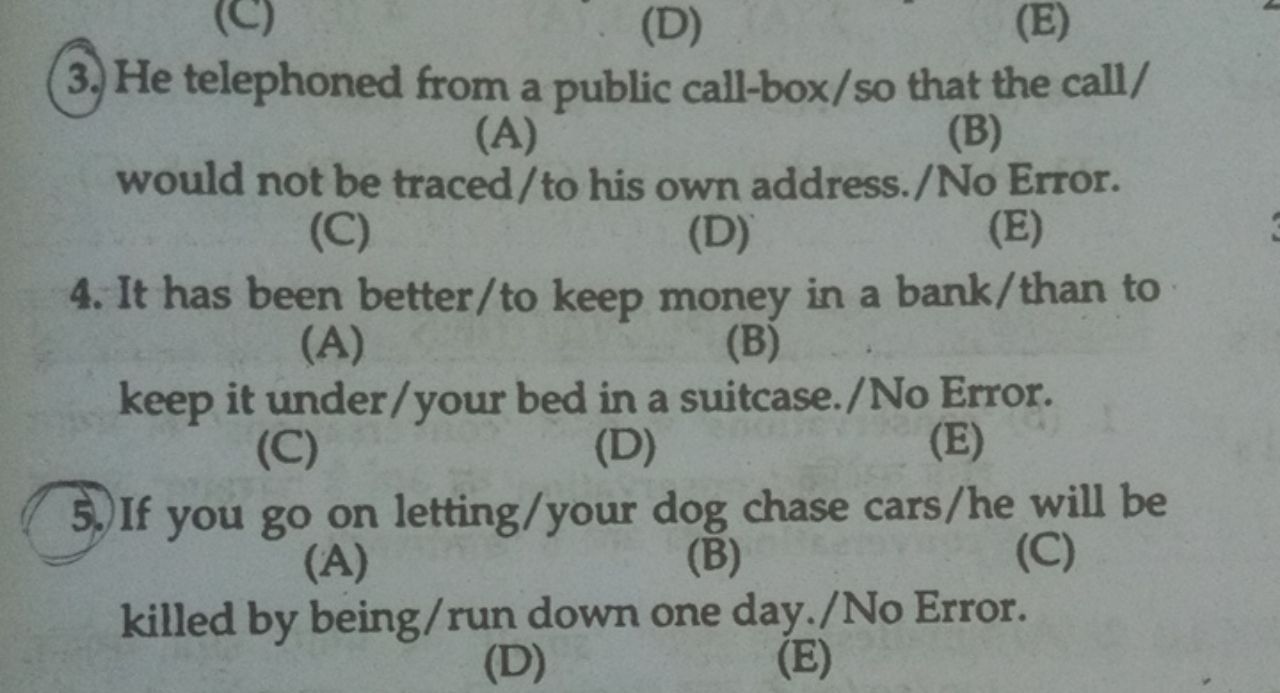 (C) (D) (E)
3. He telephoned from a public call-box/so that the call/
(A) (B)
would not be traced/to his own address./No Error.
(C) (D) (E)
4. It has been better/to keep money in a bank/than to
(A) (B)
keep it under/your bed in a suitcase./No Error.
(C) (D) (E)
5. If you go on letting/your dog chase cars/he will be
(A) (B) (C)
killed by being/run down one day./No Error.
(D) (E)